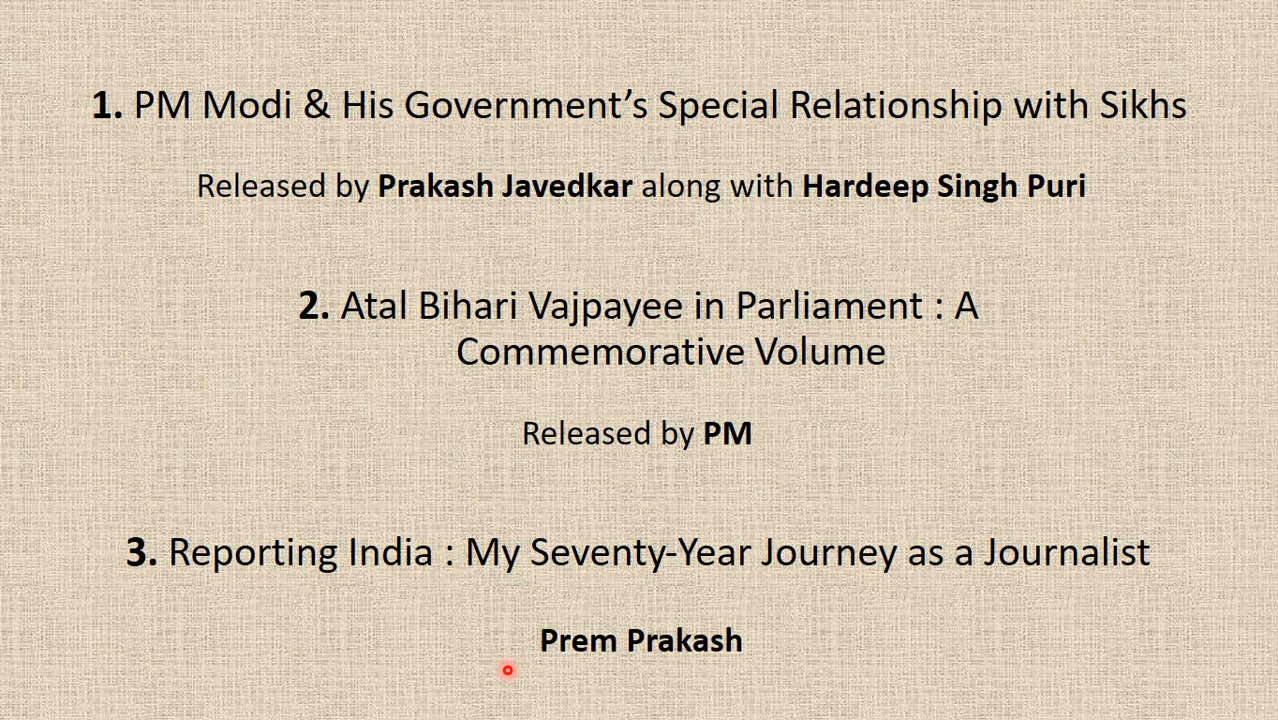 1. PM Modi & His Government’s Special Relationship with Sikhs
Released by Prakash Javedkar along with Hardeep Singh Puri
2. Atal Bihari Vajpayee in Parliament : A
Commemorative Volume
Released by PM
3. Reporting India : My Seventy-Year Journey as a Journalist
Prem Prakash